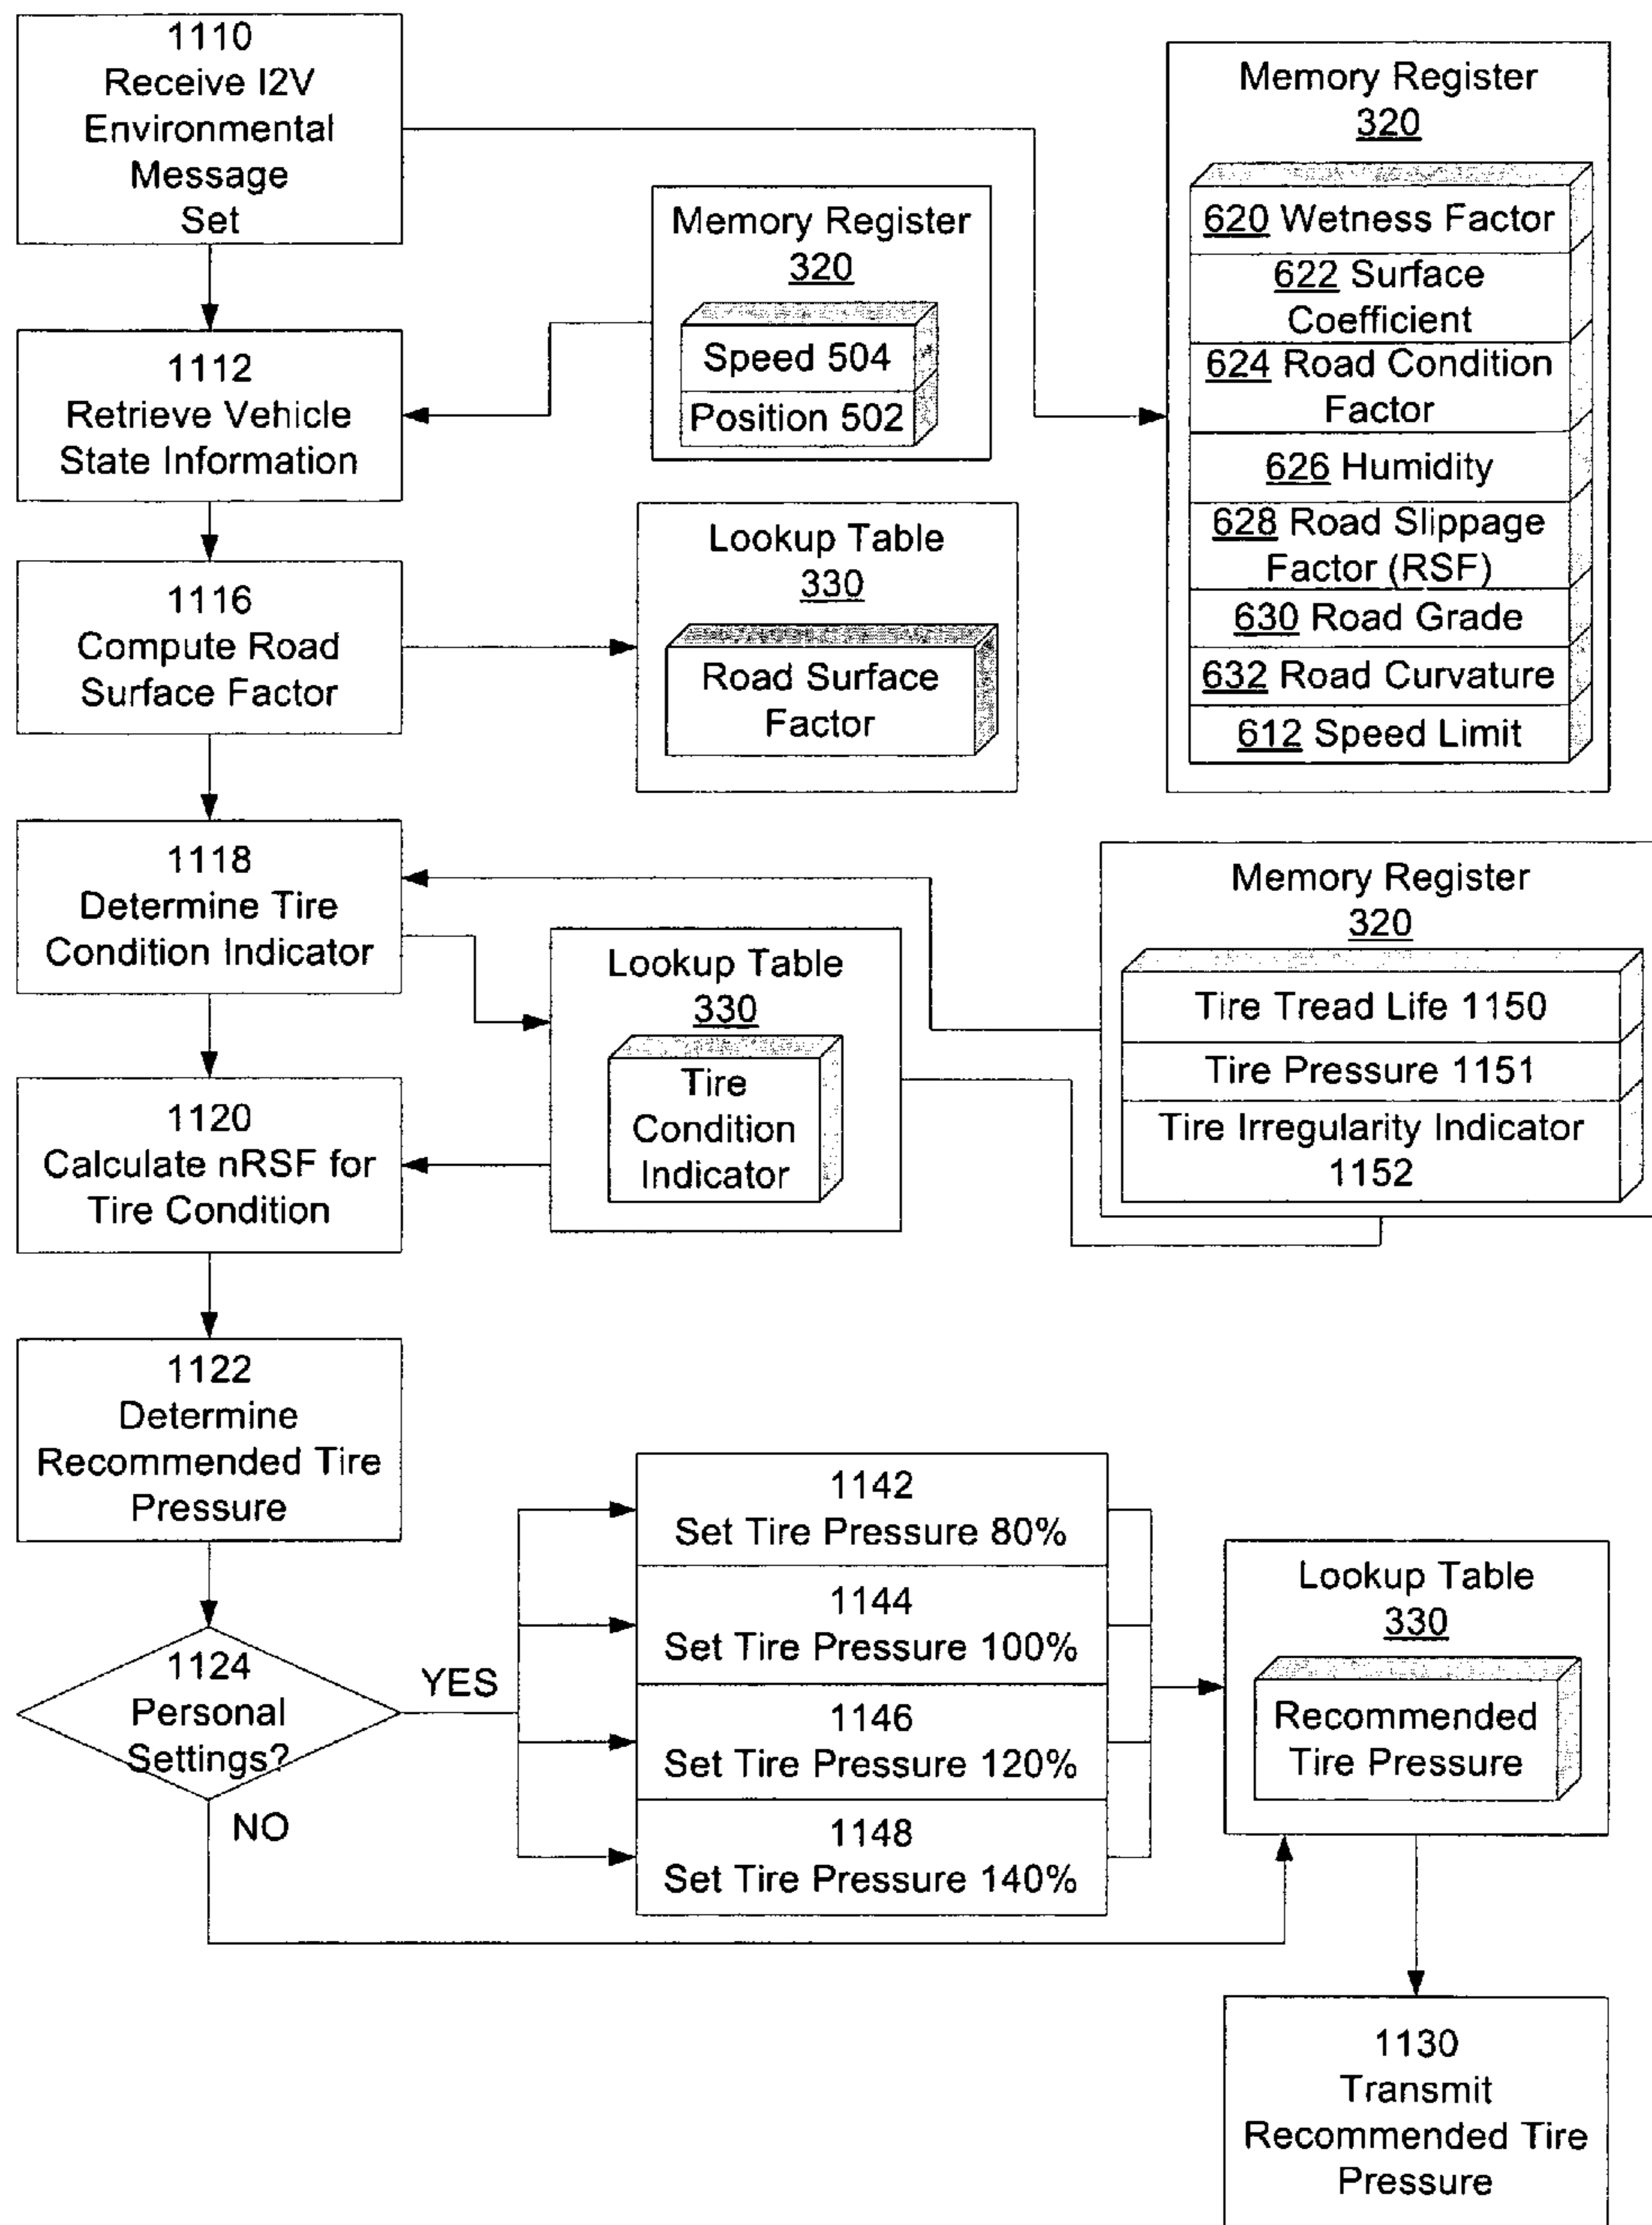 1110
Receive I2V
Environmental
Message
Set
Memory Register
320
620 Wetness Factor
622 Surface
Coefficient
624 Road Condition
Factor
626 Humidity
628 Road Slippage
Factor (RSF)
630 Road Grade
632 Road Curvature
612 Speed Limit
Memory Register
320
Speed 504
Position 502
1112
Retrieve Vehicle
State Information
Lookup Table
330
Road Surface
Factor
1116
Compute Road
Surface Factor
1118
Determine Tire
Condition Indicator
Memory Register
320
Tire Tread Life 1150
Tire Pressure 1151
Tire Irregularity Indicator
1152
Lookup Table
330
Tire
Condition
Indicator
1120
Calculate nRSF for
Tire Condition
1122
Determine
Recommended Tire
Pressure
1142
Set Tire Pressure 80%
1144
Set Tire Pressure 100%
1146
Set Tire Pressure 120%
1148
Set Tire Pressure 140%
Lookup Table
330
Recommended
Tire Pressure
1124
Personal
Settings?
YES
NO
1130
Transmit
Recommended Tire
Pressure